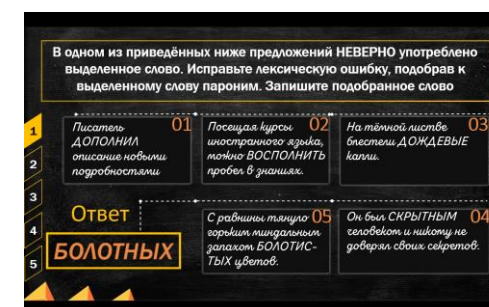 В одном из приведённых ниже предложений НЕВЕРНО употреблено
выделенное слово. Исправьте лексическую ошибку, подобрав к
выделенному слову пароним. Запишите подобранное слово
1
2
3
4
5
Писатель 01
ДОПОЛНИЛ
описание новыми
подробностями
Посещая курсы 02
иностранного языка,
можно ВОСПОЛНИТЬ
пробел в знаниях.
На тёмной листве 03
блестели ДОЖДЕВЫЕ
капли.
Ответ
БОЛОТНЫХ
С равнины тянуло 05
горьким миндальным
запахом БОЛОТИС-
ТЫХ цветов.
Он был СКРЫТНЫМ 04
человеком и никому не
доверял своих секретов.